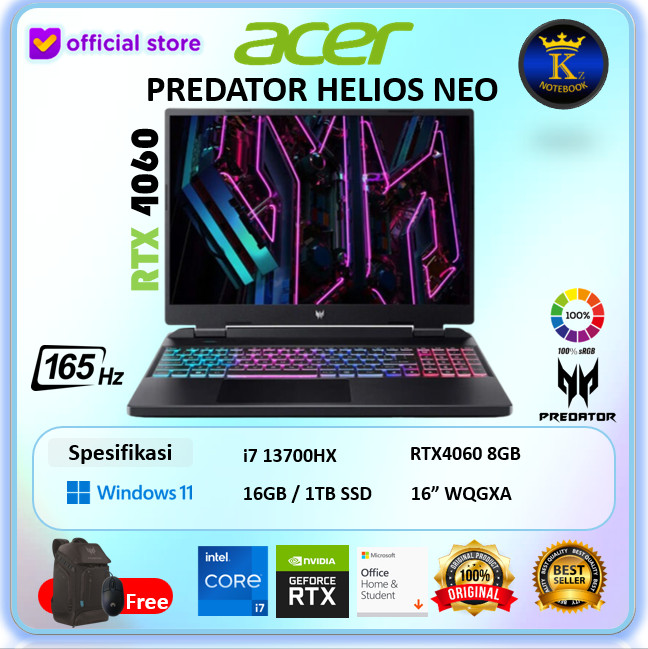 official store
acer
K
Z
NOTEBOOK
PREDATOR HELIOS NEO
RTX 4060
100%
100% sRGB
165 Hz
PREDATOR
Spesifikasi
i7 13700HX
RTX4060 8GB
Windows 11
16GB / 1TB SSD
16” WQGXA
Free
intel.
CORE
i7
NVIDIA
GEFORCE
RTX
Microsoft
Office
Home &
Student
ORIGINAL PRODUCT
100%
ORIGINAL
BEST QUALITY
BEST
SELLER